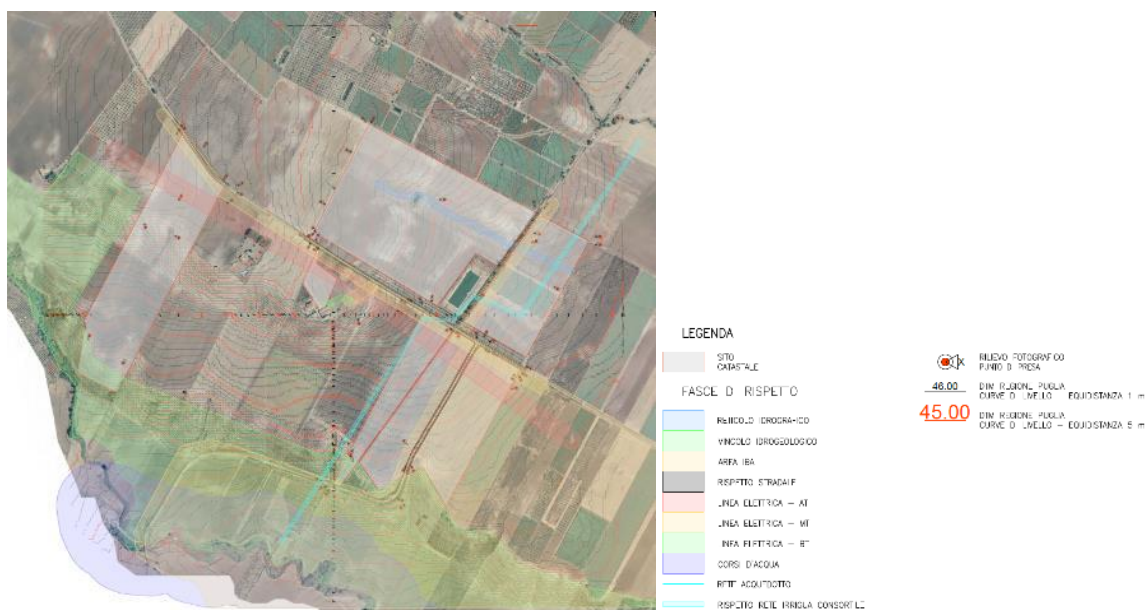 LEGENDA
SITO
CATASTALE
FASCE DI RISPETTO
RETICOLO IDROGRAFICO
VINCOLO IDROGEOLOGICO
AREA IBA
RISPETTO STRADALE
LINEA ELETTRICA - AT
LINEA ELETTRICA - MT
LINEA ELETTRICA - BT
CORSI D'ACQUA
RETE ACQUEDOTTO
RISPETTO RETE IRRIGUA CONSORTILE
RILIEVO FOTOGRAFICO
PUNTO DI PRESA
46.00 DTM REGIONE PUGLIA
CURVE DI LIVELLO - EQUIDISTANZA 1 m
45.00 DTM REGIONE PUGLIA
CURVE DI LIVELLO - EQUIDISTANZA 5 m